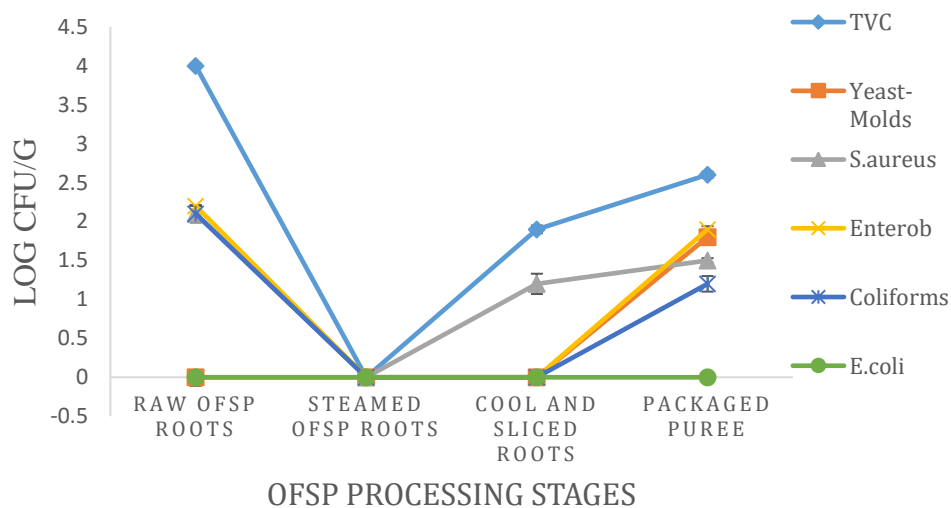 4.5
4
3.5
3
2.5
2
1.5
1
0.5
0
-0.5
LOG CFU/G
RAW OFSP
ROOTS
STEAMED
OFSP ROOTS
COOL AND
SLICED
ROOTS
PACKAGED
PUREE
OFSP PROCESSING STAGES
TVC
Yeast-
Molds
S.aureus
Enterob
Coliforms
E.coli